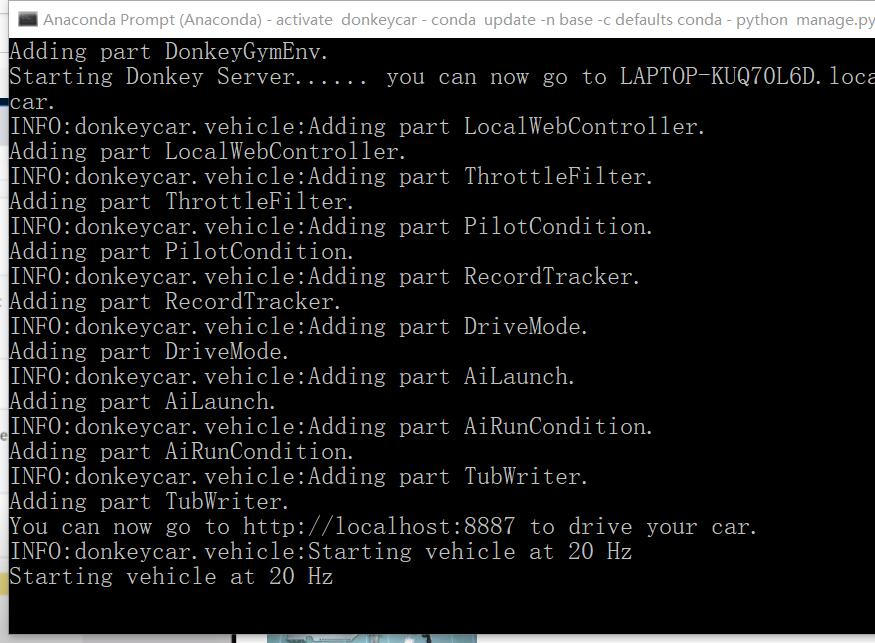 Anaconda Prompt (Anaconda) - activate  donkeycar - conda  update -n base -c defaults conda - python  manage.py
Adding part DonkeyGymEnv.
Starting Donkey Server...... you can now go to LAPTOP-KUQ70L6D.loca
car.
INFO:donkeycar.vehicle:Adding part LocalWebController.
Adding part LocalWebController.
INFO:donkeycar.vehicle:Adding part ThrottleFilter.
Adding part ThrottleFilter.
INFO:donkeycar.vehicle:Adding part PilotCondition.
Adding part PilotCondition.
INFO:donkeycar.vehicle:Adding part RecordTracker.
Adding part RecordTracker.
INFO:donkeycar.vehicle:Adding part DriveMode.
Adding part DriveMode.
INFO:donkeycar.vehicle:Adding part AiLaunch.
Adding part AiLaunch.
INFO:donkeycar.vehicle:Adding part AiRunCondition.
Adding part AiRunCondition.
INFO:donkeycar.vehicle:Adding part TubWriter.
Adding part TubWriter.
You can now go to http://localhost:8887 to drive your car.
INFO:donkeycar.vehicle:Starting vehicle at 20 Hz
Starting vehicle at 20 Hz